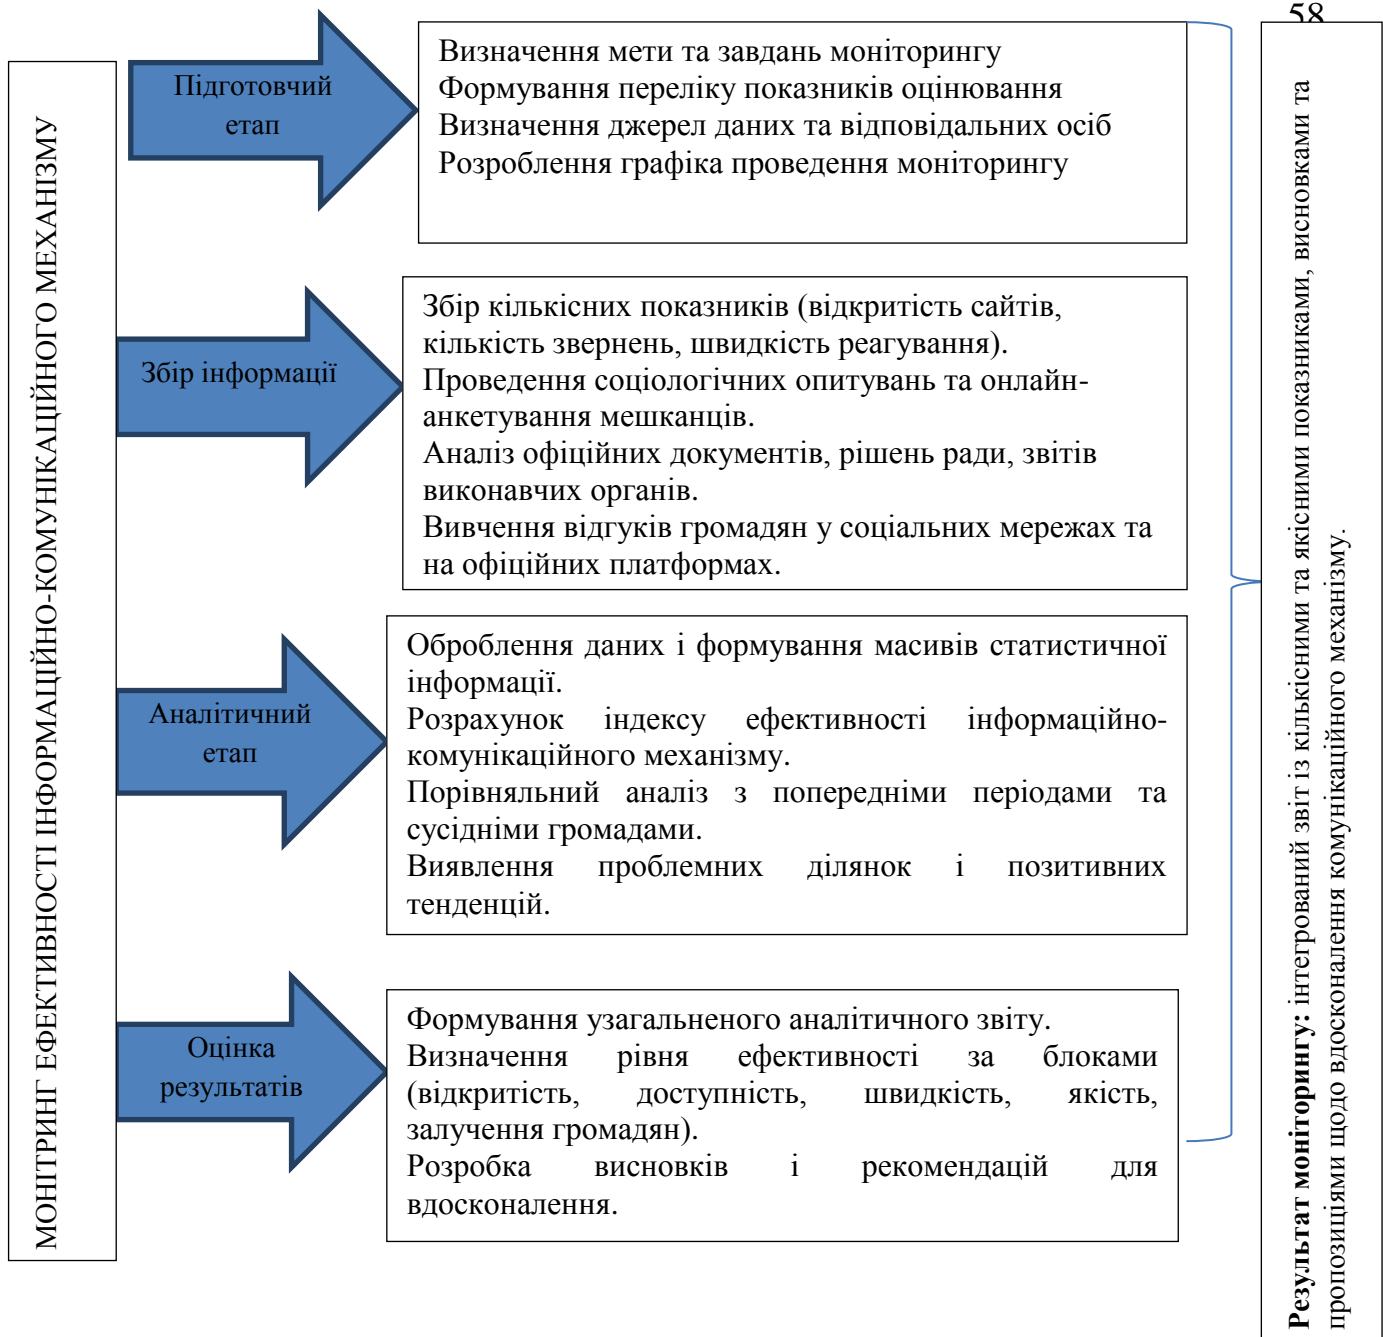 58
МОНІТРИНГ ЕФЕКТИВНОСТІ ІНФОРМАЦІЙНО-КОМУНІКАЦІЙНОГО МЕХАНІЗМУ
Підготовчий
етап
Визначення мети та завдань моніторингу
Формування переліку показників оцінювання
Визначення джерел даних та відповідальних осіб
Розроблення графіка проведення моніторингу
Збір інформації
Збір кількісних показників (відкритість сайтів,
кількість звернень, швидкість реагування).
Проведення соціологічних опитувань та онлайн-
анкетування мешканців.
Аналіз офіційних документів, рішень ради, звітів
виконавчих органів.
Вивчення відгуків громадян у соціальних мережах та
на офіційних платформах.
Аналітичний
етап
Оброблення даних і формування масивів статистичної
інформації.
Розрахунок індексу ефективності інформаційно-
комунікаційного механізму.
Порівняльний аналіз з попередніми періодами та
сусідніми громадами.
Виявлення проблемних ділянок і позитивних
тенденцій.
Оцінка
результатів
Формування узагальненого аналітичного звіту.
Визначення рівня ефективності за блоками
(відкритість, доступність, швидкість, якість,
залучення громадян).
Розробка висновків і рекомендацій для
вдосконалення.
Результат моніторингу: інтегрований звіт із кількісними та якісними показниками, висновками та
пропозиціями щодо вдосконалення комунікаційного механізму.